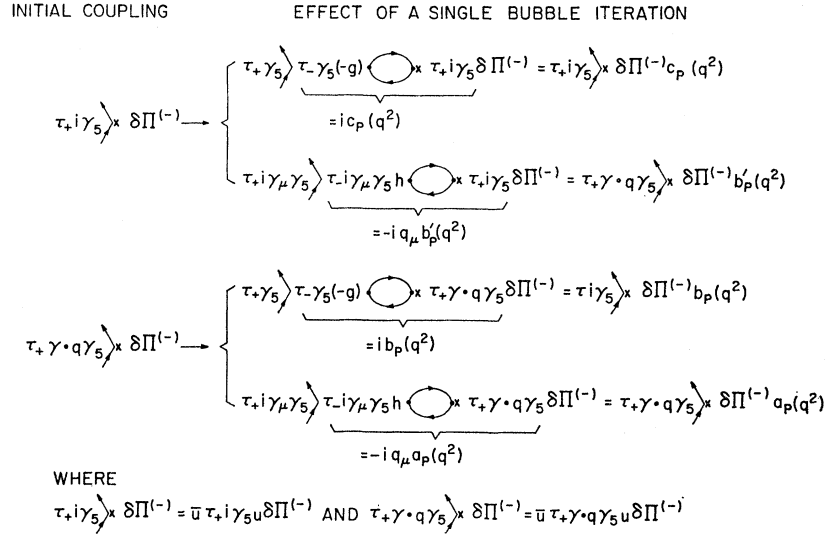 INITIAL COUPLING EFFECT OF A SINGLE BUBBLE ITERATION
τ₊γ₅ τ₋γ₅(-g) x τ₊iγ₅δΠ⁽⁻⁾ = τ₊iγ₅ x δΠ⁽⁻⁾cₚ(q²)
=icₚ(q²)
τ₊iγ₅ x δΠ⁽⁻⁾ →
τ₊iγμγ₅ τ₋iγμγ₅h x τ₊iγ₅δΠ⁽⁻⁾ = τ₊γ·qγ₅ x δΠ⁽⁻⁾b′ₚ(q²)
=-iqμb′ₚ(q²)
τ₊γ₅ τ₋γ₅(-g) x τ₊γ·qγ₅δΠ⁽⁻⁾ = τiγ₅ x δΠ⁽⁻⁾bₚ(q²)
=ibₚ(q²)
τ₊γ·qγ₅ x δΠ⁽⁻⁾ →
τ₊iγμγ₅ τ₋iγμγ₅h x τ₊γ·qγ₅δΠ⁽⁻⁾ = τ₊γ·qγ₅ x δΠ⁽⁻⁾aₚ(q²)
=-iqμaₚ(q²)
WHERE
τ₊iγ₅ x δΠ⁽⁻⁾ = u̅τ₊iγ₅uδΠ⁽⁻⁾ AND τ₊γ·qγ₅ x δΠ⁽⁻⁾ = u̅τ₊γ·qγ₅uδΠ⁽⁻⁾